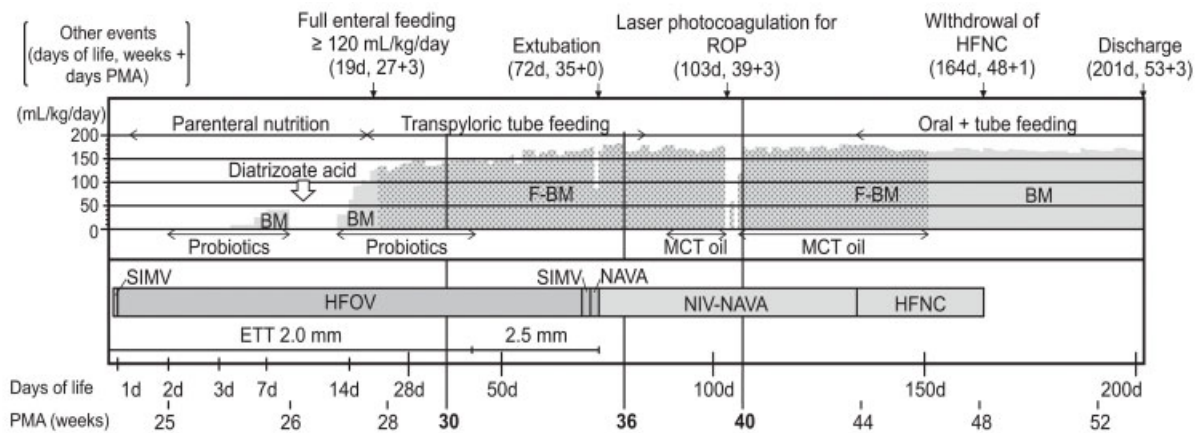 Other events
(days of life, weeks +
days PMA)
Full enteral feeding
≥ 120 mL/kg/day
(19d, 27+3)
Extubation
(72d, 35+0)
Laser photocoagulation for
ROP
(103d, 39+3)
WIthdrawal of
HFNC
(164d, 48+1)
Discharge
(201d, 53+3)
(mL/kg/day)
200
150
100
50
0
Parenteral nutrition
Transpyloric tube feeding
Oral + tube feeding
Diatrizoate acid
BM
BM
F-BM
F-BM
BM
Probiotics
Probiotics
MCT oil
MCT oil
SIMV
SIMV
NAVA
HFOV
NIV-NAVA
HFNC
ETT 2.0 mm
2.5 mm
Days of life
1d 2d 3d 7d 14d 28d 50d 100d 150d 200d
PMA (weeks)
25 26 28 30 36 40 44 48 52